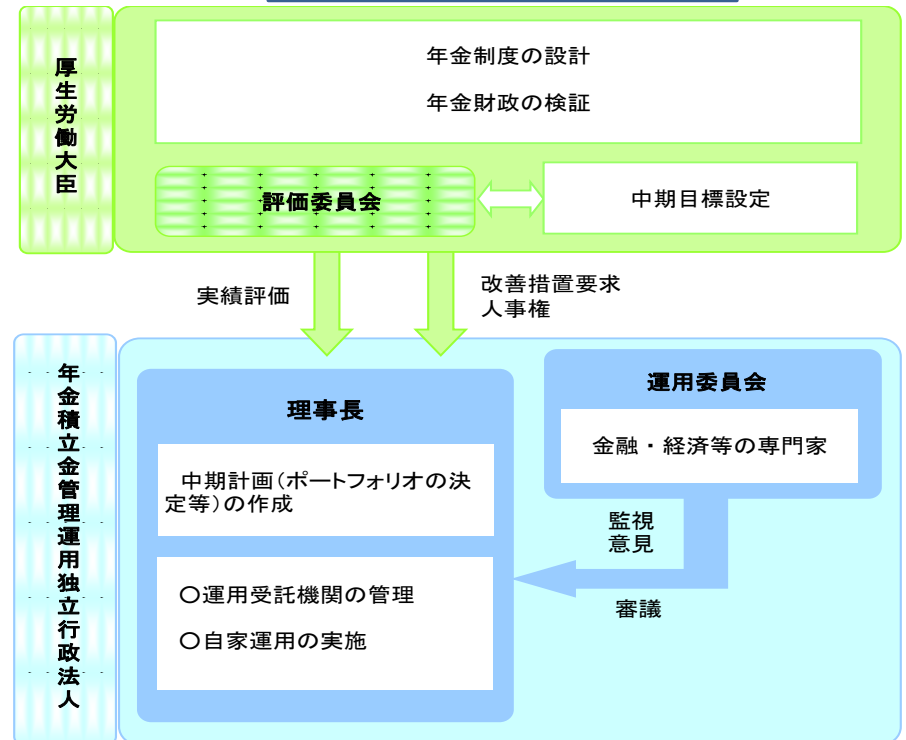 厚生労働大臣
年金制度の設計
年金財政の検証
評価委員会
中期目標設定
実績評価
改善措置要求
人事権
年金積立金管理運用独立行政法人
理事長
中期計画(ポートフォリオの決
定等)の作成
○運用受託機関の管理
○自家運用の実施
運用委員会
金融・経済等の専門家
監視
意見
審議